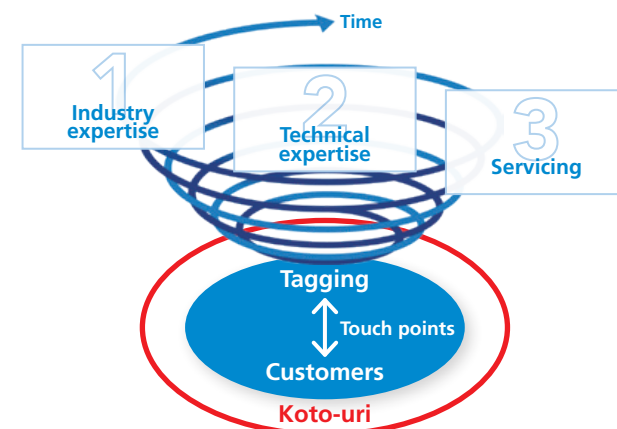 Time
1
Industry
expertise
2
Technical
expertise
3
Servicing
Tagging
Touch points
Customers
Koto-uri